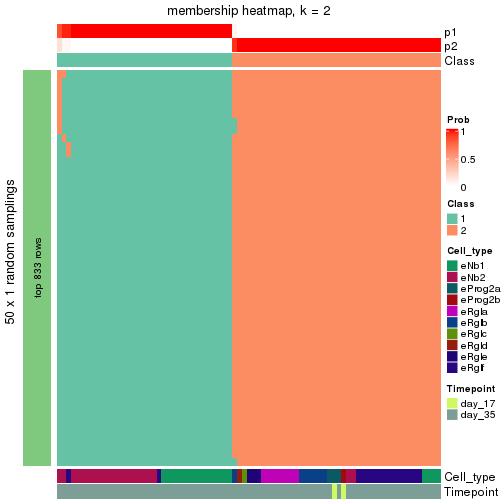 membership heatmap, k = 2
p1
p2
Class
50 x 1 random samplings
top 833 rows
Prob
1
0.5
0
Class
1
2
Cell_type
eNb1
eNb2
eProg2a
eProg2b
eRgla
eRglb
eRglc
eRgld
eRgle
eRglf
Timepoint
day_17
day_35
Cell_type
Timepoint